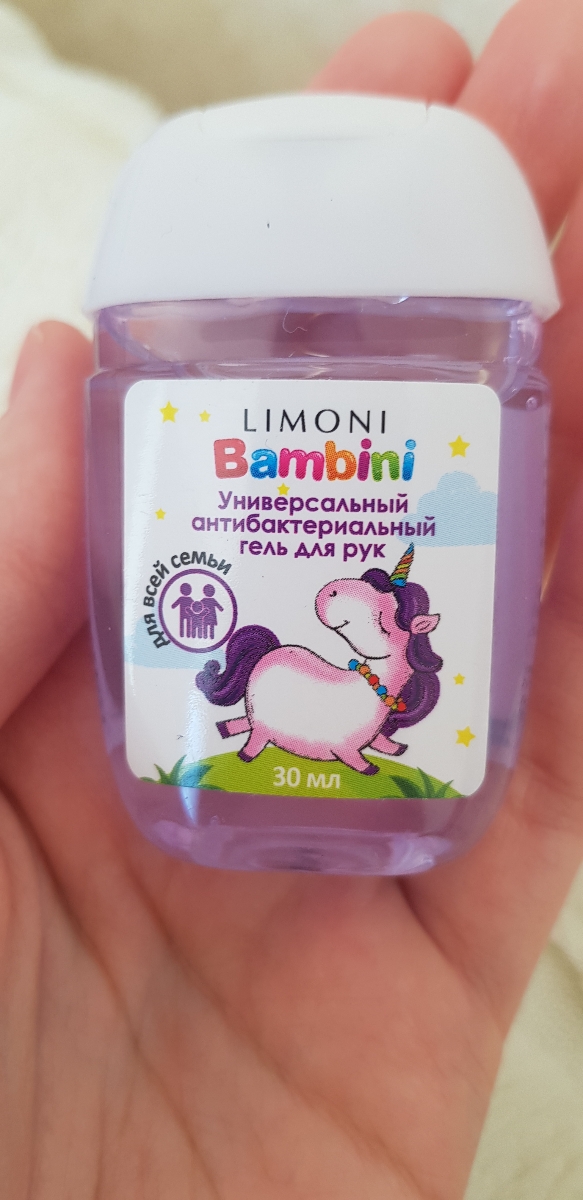 LIMONI
Bambini
Универсальный
антибактериальный
гель для рук
для всей семьи
30 мл